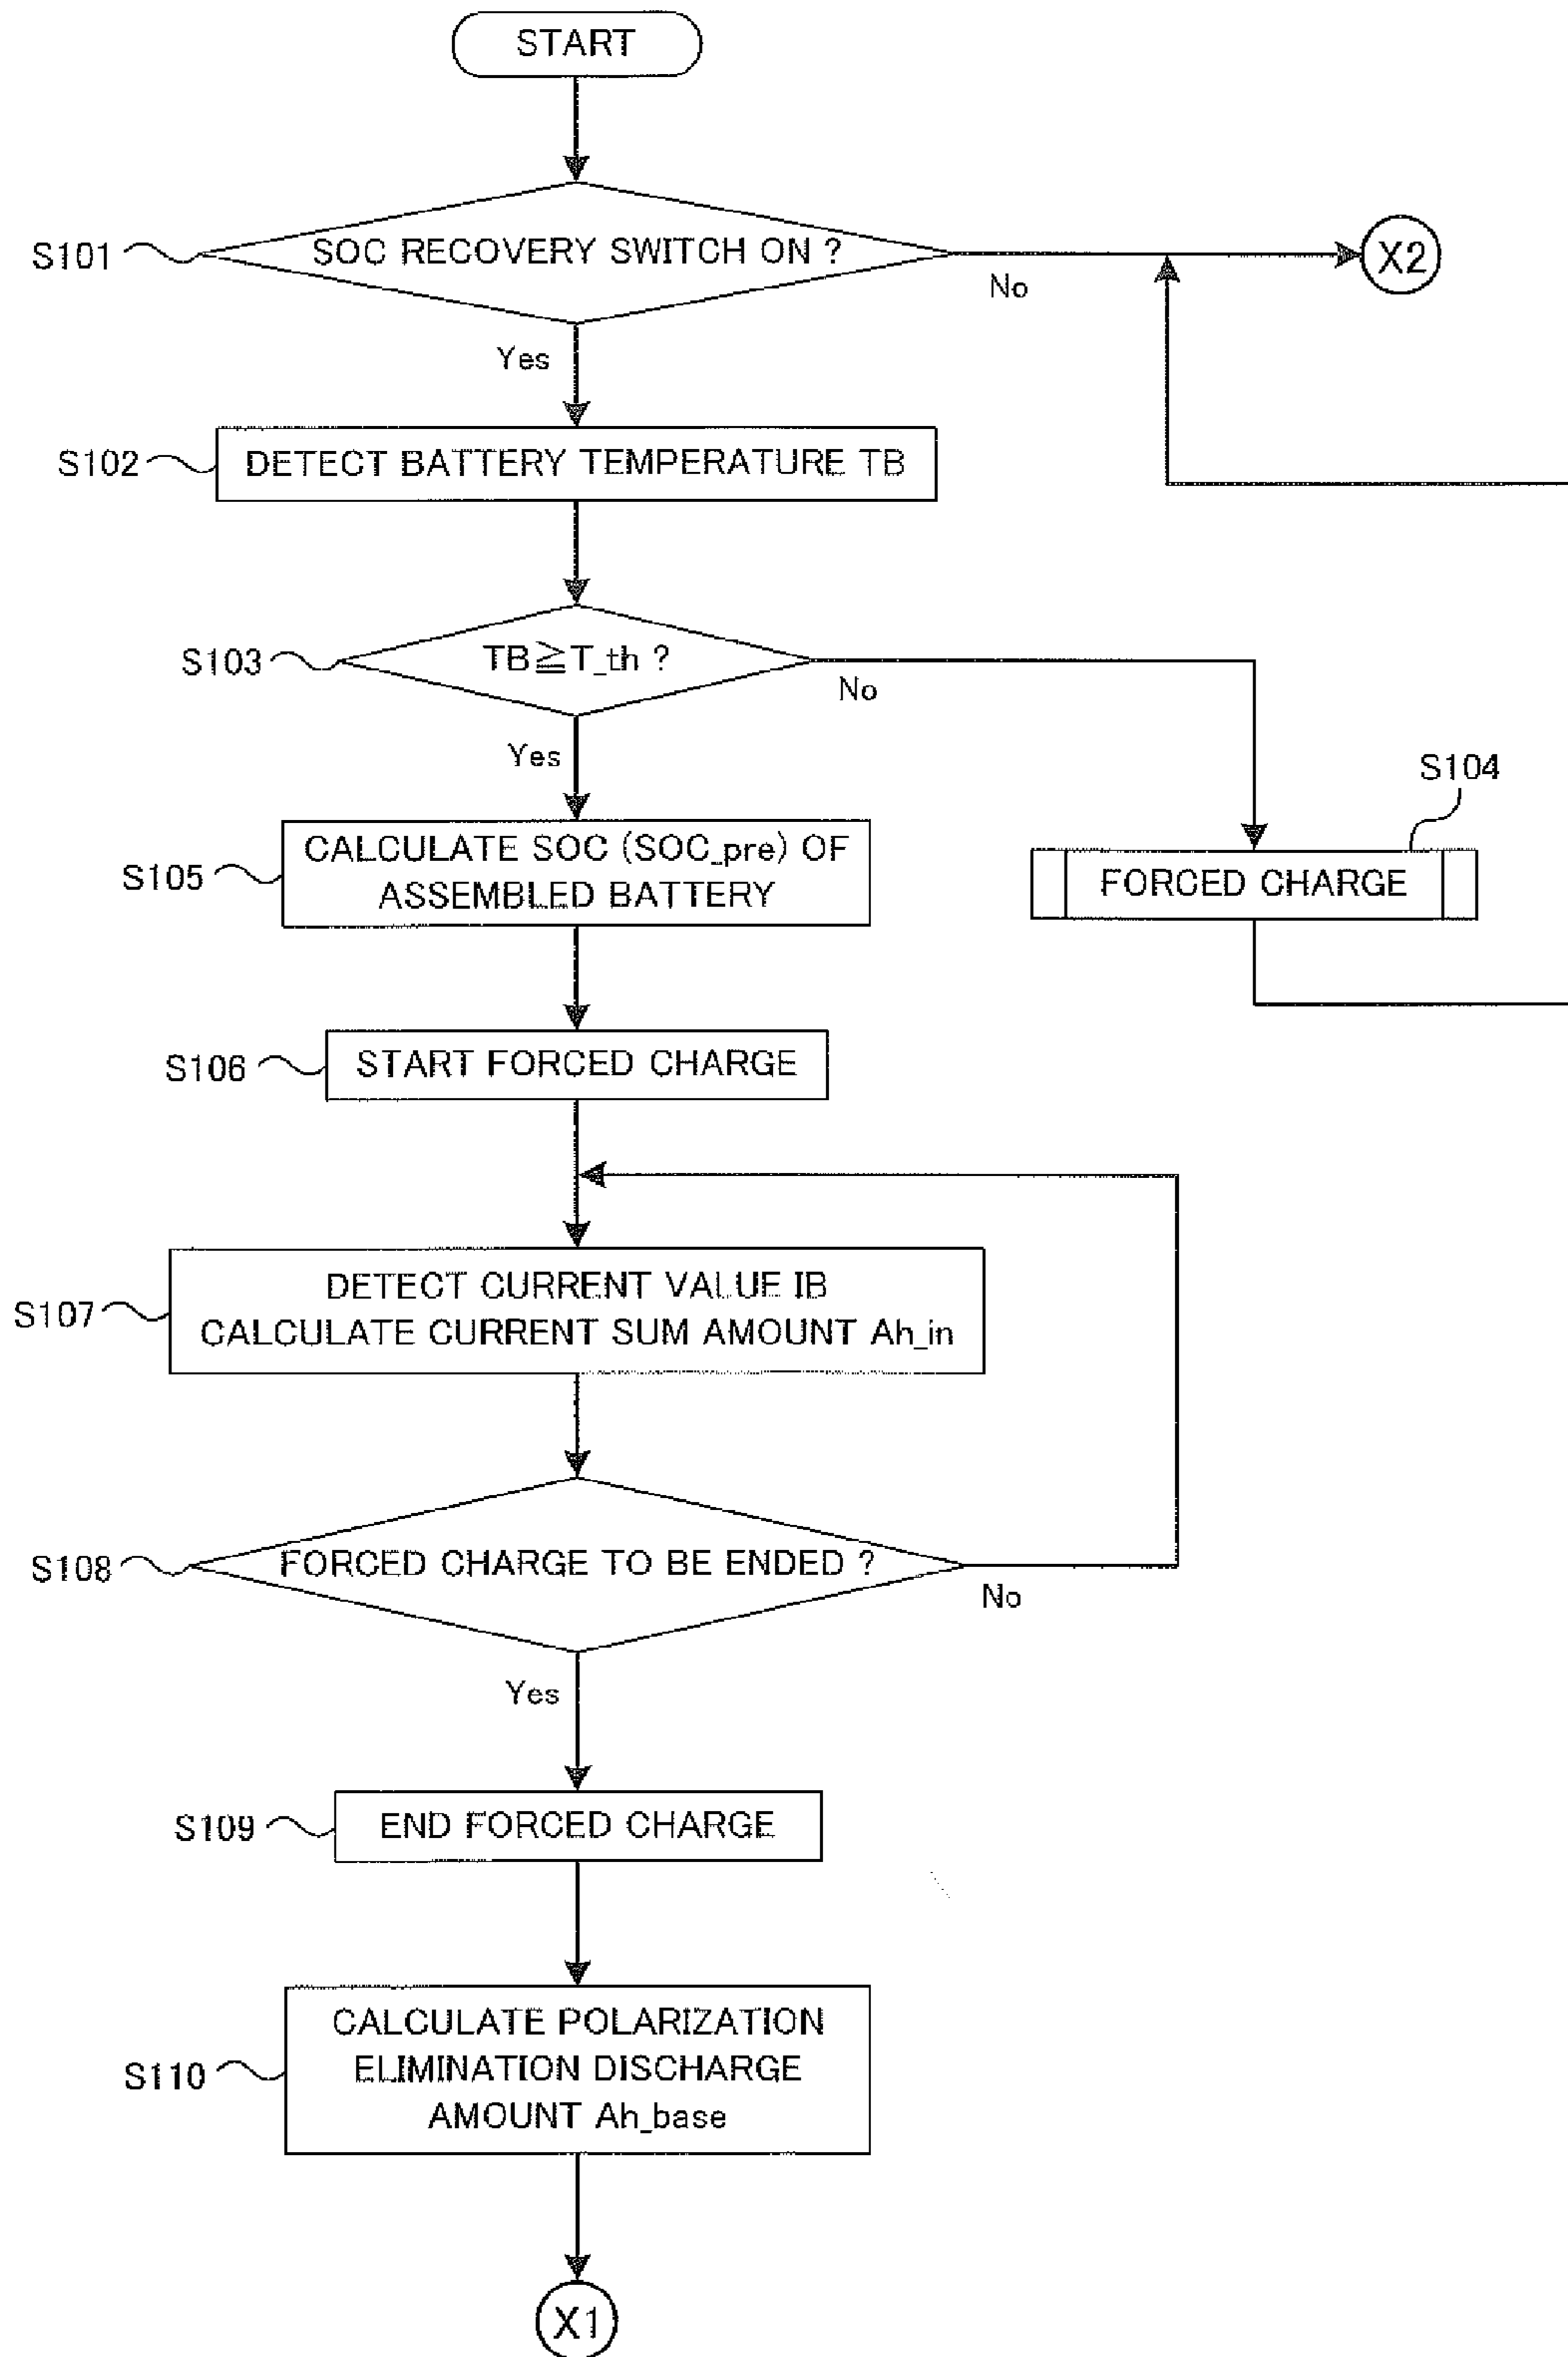 START
S101
SOC RECOVERY SWITCH ON ?
X2
No
Yes
S102
DETECT BATTERY TEMPERATURE TB
S103
TB≧T_th ?
No
Yes
S104
FORCED CHARGE
S105
CALCULATE SOC (SOC_pre) OF
ASSEMBLED BATTERY
S106
START FORCED CHARGE
S107
DETECT CURRENT VALUE IB
CALCULATE CURRENT SUM AMOUNT Ah_in
S108
FORCED CHARGE TO BE ENDED ?
No
Yes
S109
END FORCED CHARGE
S110
CALCULATE POLARIZATION
ELIMINATION DISCHARGE
AMOUNT Ah_base
X1